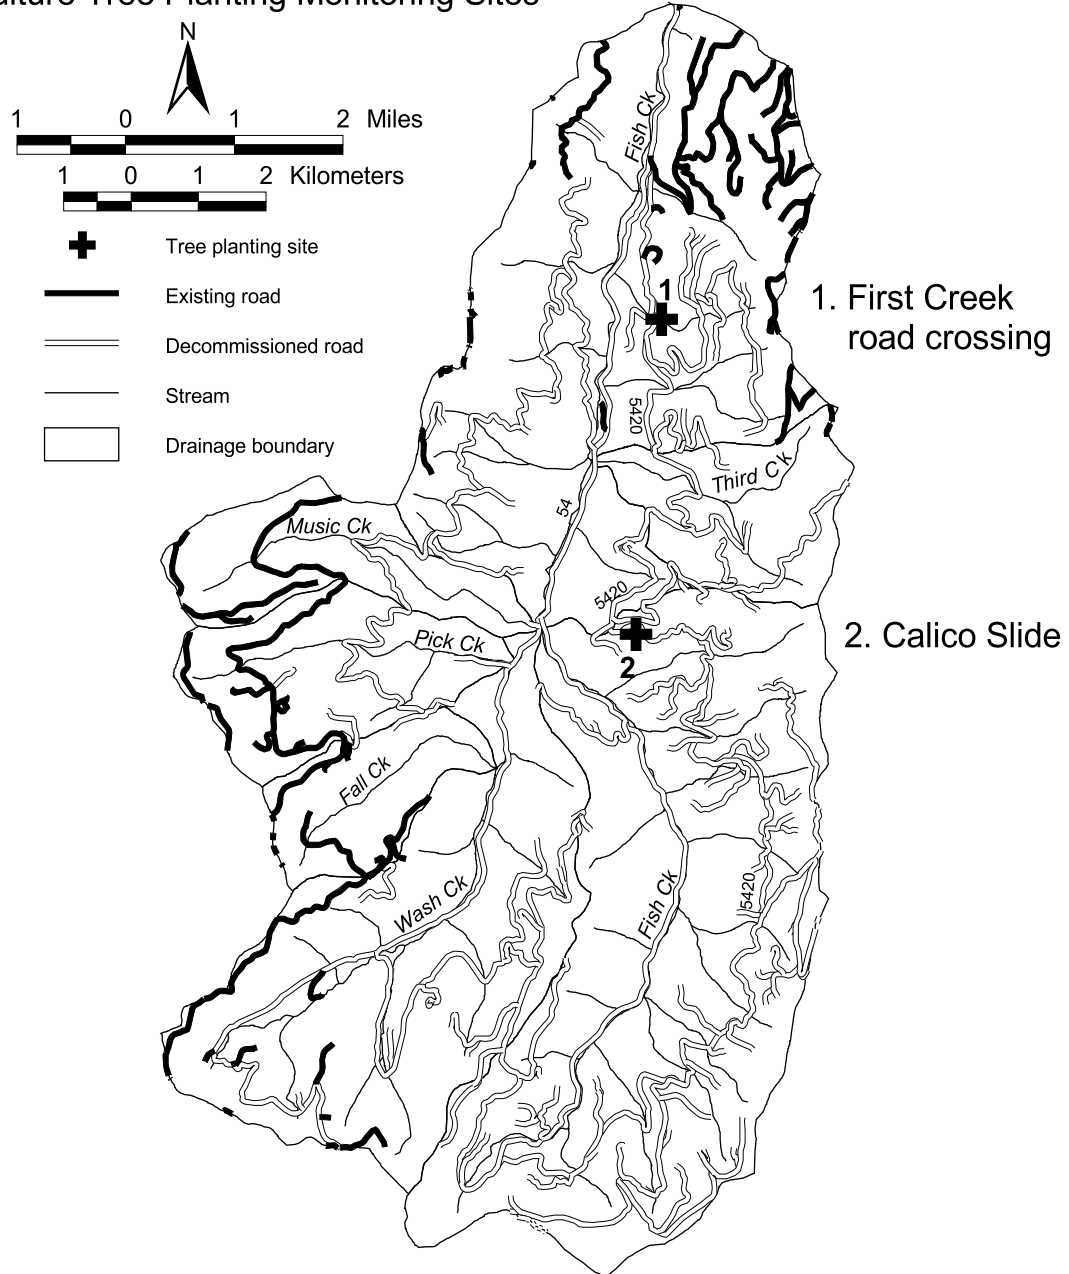 Tree Planting Monitoring Sites
N
1 0 1 2 Miles
1 0 1 2 Kilometers
Tree planting site
Existing road
Decommissioned road
Stream
Drainage boundary
Fish Ck
1
1. First Creek
road crossing
5420
Third Ck
54
Music Ck
5420
Pick Ck
2
2. Calico Slide
Fall Ck
Wash Ck
Fish Ck
5420